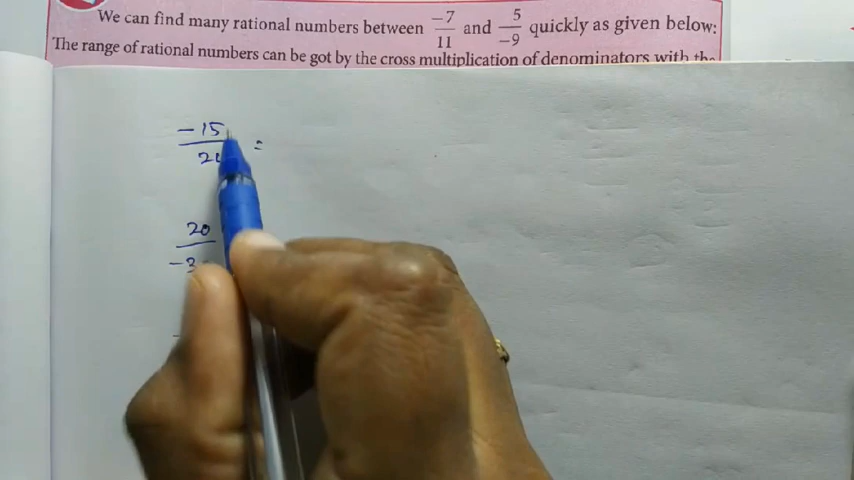 We can find many rational numbers between -7/11 and 5/-9 quickly as given below:
The range of rational numbers can be got by the cross multiplication of denominators with the
-15
=
20